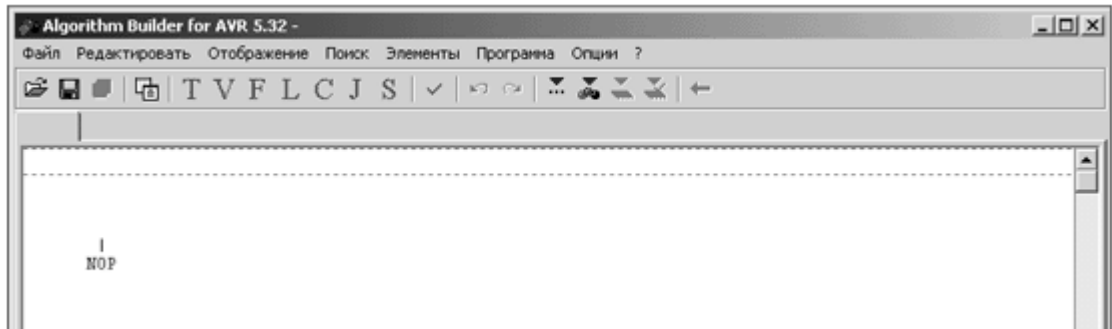 Algorithm Builder for AVR 5.32 -
Файл Редактировать Отображение Поиск Элементы Программа Опции ?
T V F L C J S
NOP